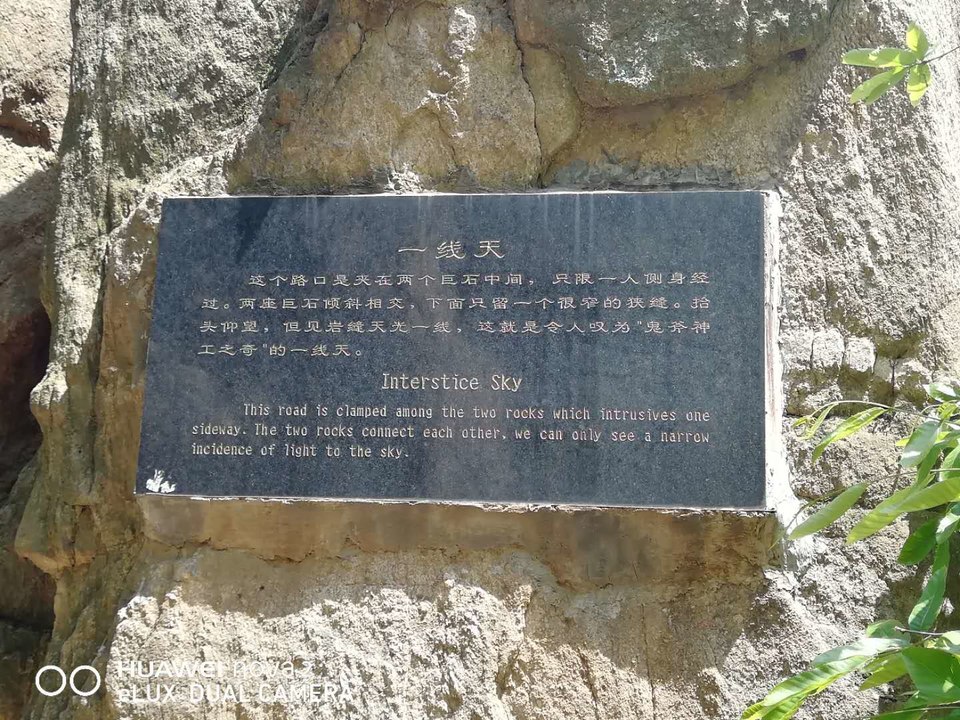 一线天
这个路口是夹在两个巨石中间，只限一人侧身经
过。两座巨石倾斜相交，下面只留一个很窄的狭缝。抬
头仰望，但见岩缝天光一线，这就是令人叹为"鬼斧神
工之奇"的一线天。
Interstice Sky
This road is clamped among the two rocks which intrusives one
sideway. The two rocks connect each other, we can only see a narrow
incidence of light to the sky.
HUAWEI nova 2
eLUX DUAL CAMERA